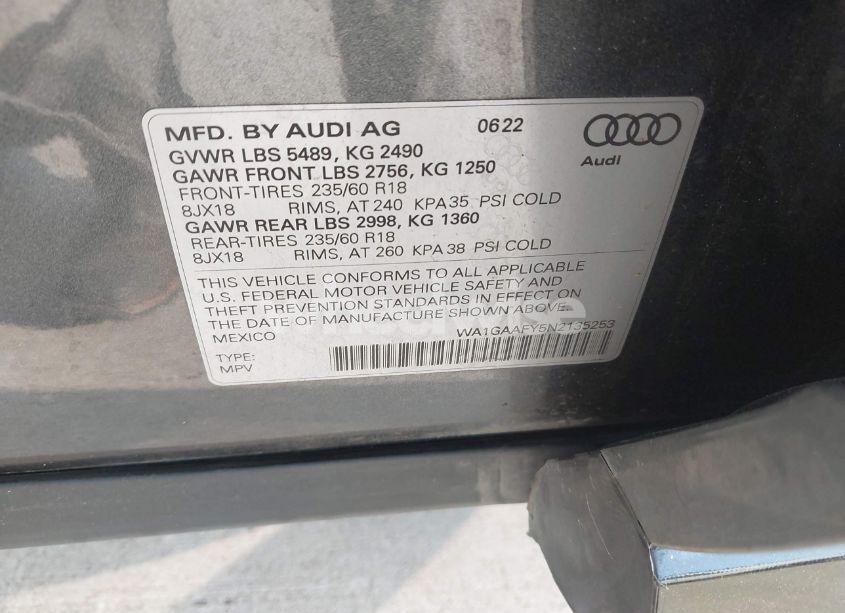 MFD. BY AUDI AG 0622
Audi
GVWR LBS 5489, KG 2490
GAWR FRONT LBS 2756, KG 1250
FRONT-TIRES 235/60 R18
8JX18 RIMS, AT 240 KPA 35 PSI COLD
GAWR REAR LBS 2998, KG 1360
REAR-TIRES 235/60 R18
8JX18 RIMS, AT 260 KPA 38 PSI COLD
THIS VEHICLE CONFORMS TO ALL APPLICABLE
U.S. FEDERAL MOTOR VEHICLE SAFETY AND
THEFT PREVENTION STANDARDS IN EFFECT ON
THE DATE OF MANUFACTURE SHOWN ABOVE.
MEXICO WA1GAAFY5N2135253
TYPE:
MPV